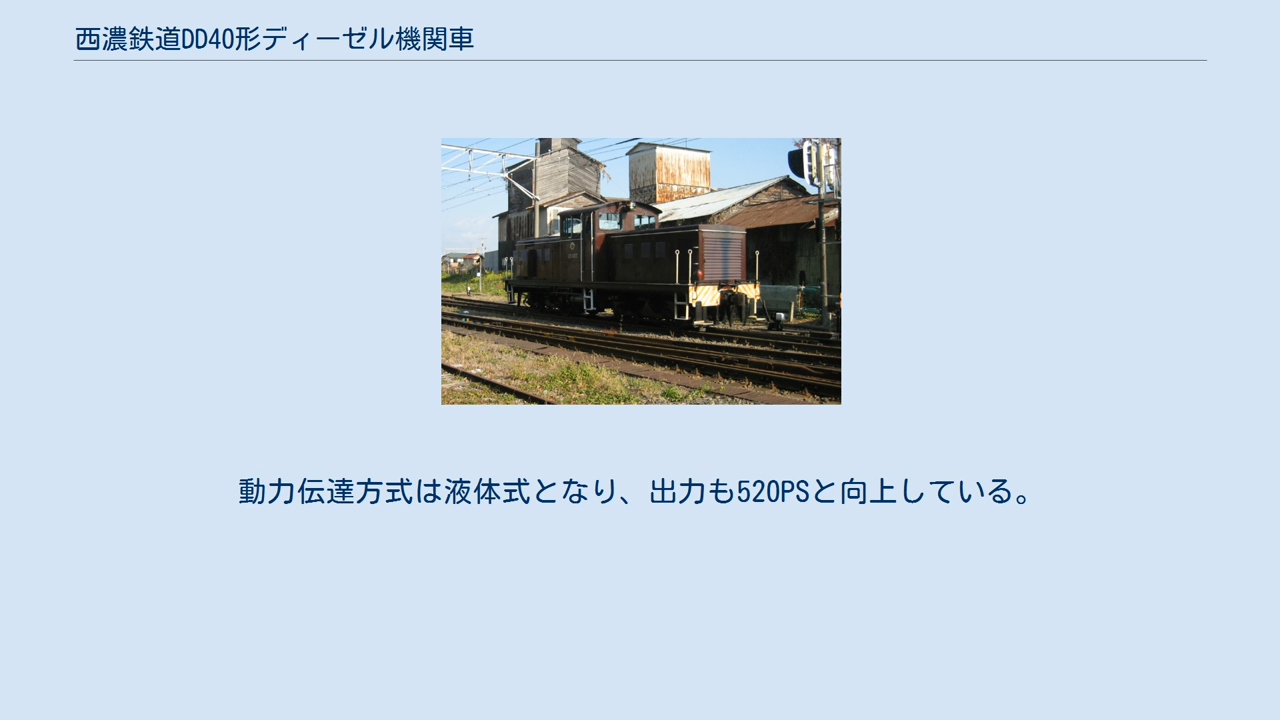 西濃鉄道DD40形ディーゼル機関車
動力伝達方式は液体式となり、出力も520PSと向上している。